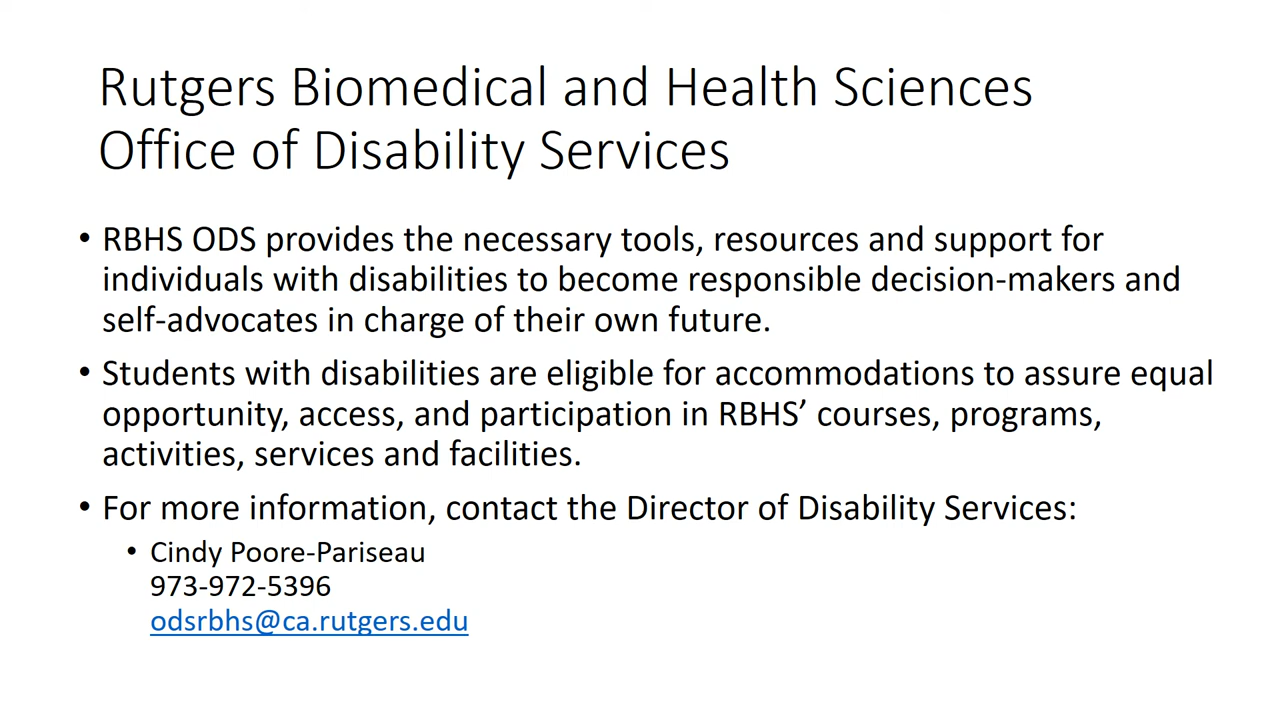 Rutgers Biomedical and Health Sciences
Office of Disability Services
• RBHS ODS provides the necessary tools, resources and support for
individuals with disabilities to become responsible decision-makers and
self-advocates in charge of their own future.
• Students with disabilities are eligible for accommodations to assure equal
opportunity, access, and participation in RBHS’ courses, programs,
activities, services and facilities.
• For more information, contact the Director of Disability Services:
• Cindy Poore-Pariseau
973-972-5396
odsrbhs@ca.rutgers.edu